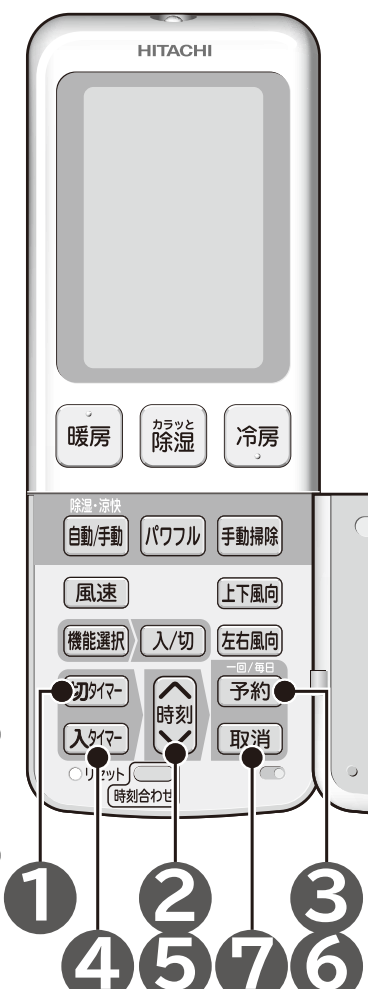 HITACHI
暖房
カラッと
除湿
冷房
除湿・涼快
自動/手動
パワフル
手動掃除
風速
上下風向
機能選択
入/切
左右風向
一回/毎日
切タイマー
時刻
予約
入タイマー
取消
リセット
時刻合わせ
1
2
3
4
5
7
6